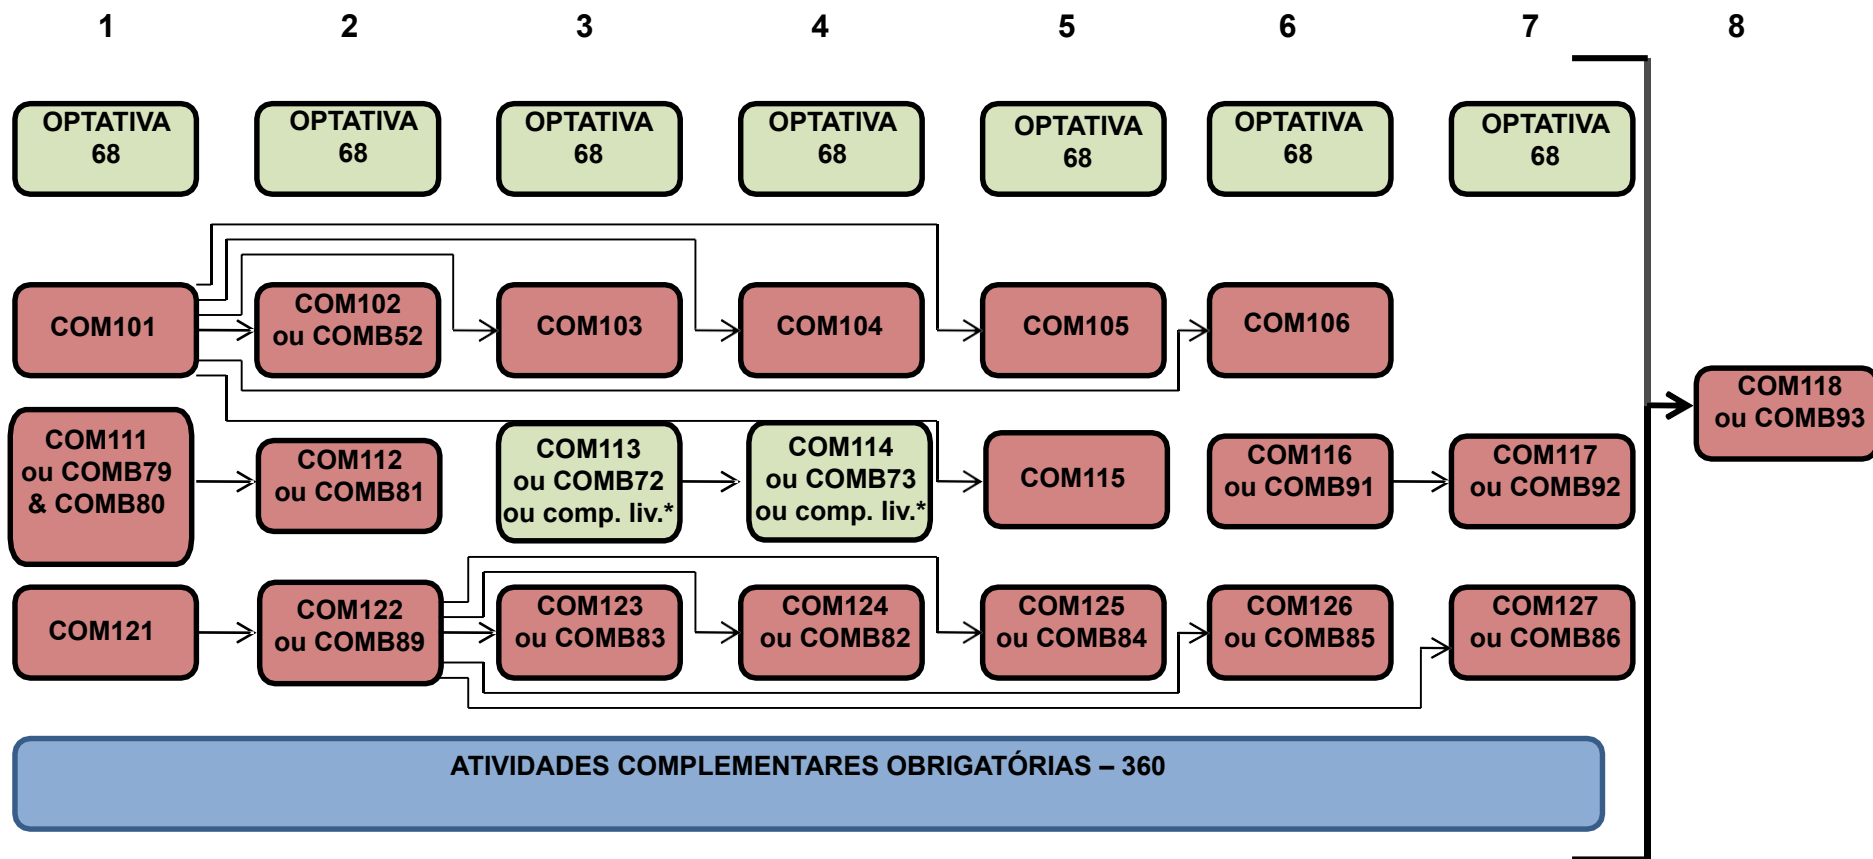 1 2 3 4 5 6 7 8
OPTATIVA
68
OPTATIVA
68
OPTATIVA
68
OPTATIVA
68
OPTATIVA
68
OPTATIVA
68
OPTATIVA
68
COM101
COM102
ou COMB52
COM103
COM104
COM105
COM106
COM118
ou COMB93
COM111
ou COMB79
& COMB80
COM112
ou COMB81
COM113
ou COMB72
ou comp. liv.*
COM114
ou COMB73
ou comp. liv.*
COM115
COM116
ou COMB91
COM117
ou COMB92
COM121
COM122
ou COMB89
COM123
ou COMB83
COM124
ou COMB82
COM125
ou COMB84
COM126
ou COMB85
COM127
ou COMB86
ATIVIDADES COMPLEMENTARES OBRIGATÓRIAS – 360